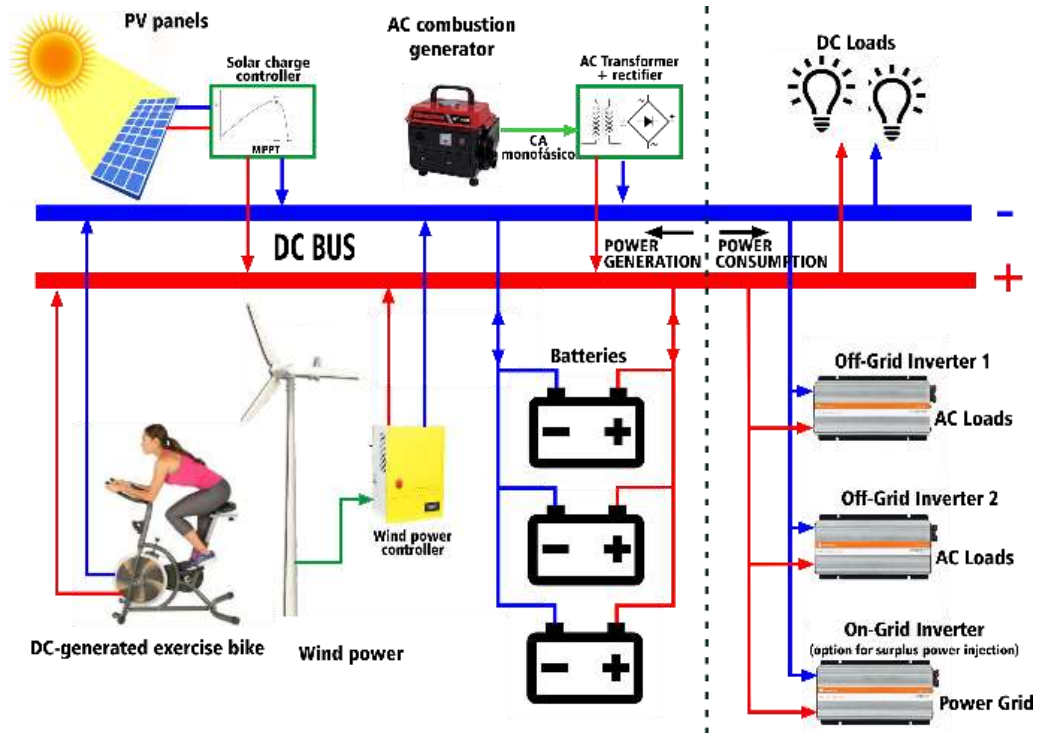 PV panels
Solar charge
controller
MPPT
AC combustion
generator
CA
monofásico
AC Transformer
+ rectifier
DC Loads
DC BUS
POWER
GENERATION
POWER
CONSUMPTION
-
+
Batteries
Off-Grid Inverter 1
AC Loads
Off-Grid Inverter 2
AC Loads
On-Grid Inverter
(option for surplus power injection)
Power Grid
Wind power
controller
DC-generated exercise bike
Wind power